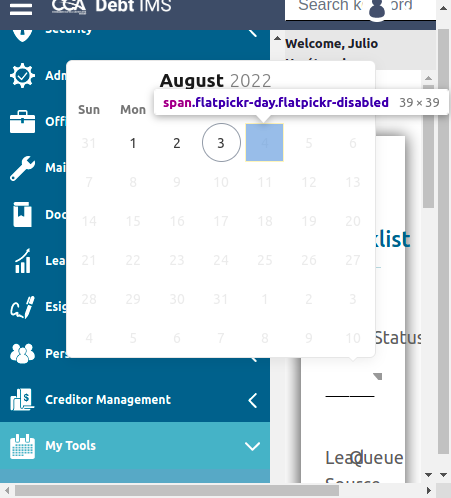 CCA Debt IMS
Search k ord
Security
Welcome, Julio
Adm
August 2022
span.flatpickr-day.flatpickr-disabled 39 × 39
Sun Mon
Offi
31 1 2 3 4 5 6
Mai
7 8 9 10 11 12 13
Doc
14 15 16 17 18 19 20
klist
Lea
21 22 23 24 25 26 27
Esig
28 29 30 31 1 2 3
Pers
4 5 6 7 8 9 10
Status
Creditor Management
My Tools
LeadQueue
Source